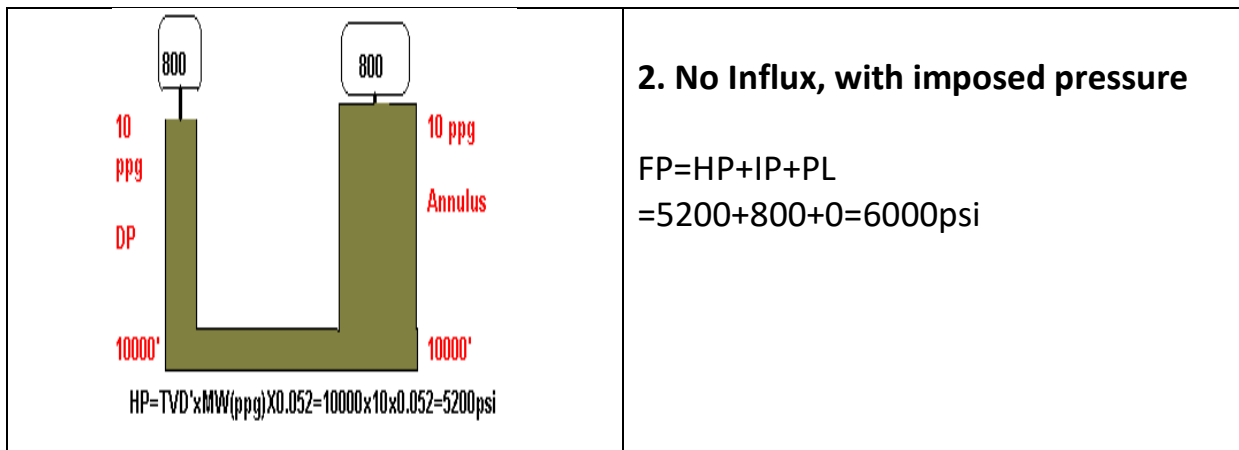 800
800
10
ppg
DP
10 ppg
Annulus
10000'
10000'
HP=TVD'xMW(ppg)X0.052=10000x10x0.052=5200psi
2. No Influx, with imposed pressure
FP=HP+IP+PL
=5200+800+0=6000psi